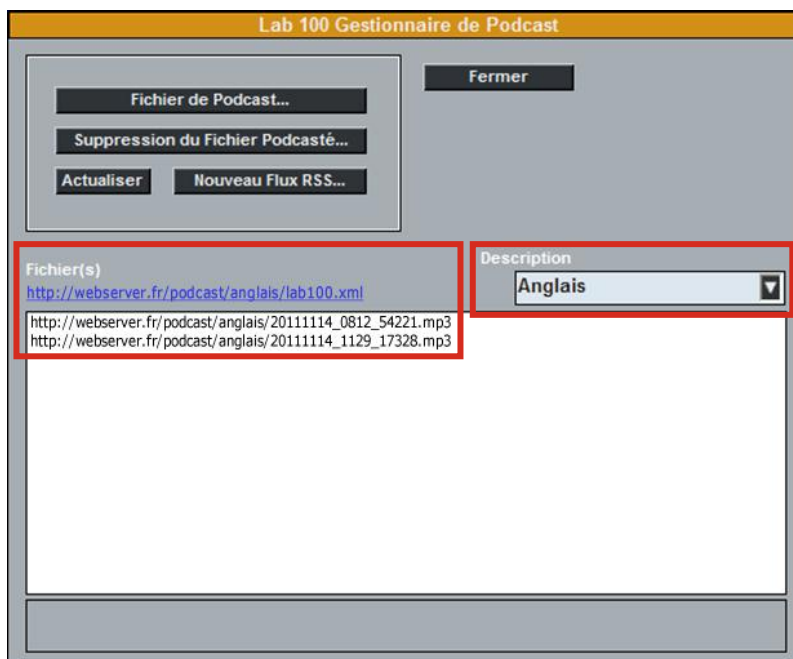 Lab 100 Gestionnaire de Podcast
Fichier de Podcast...
Fermer
Suppression du Fichier Podcasté...
Actualiser
Nouveau Flux RSS...
Description
Anglais
Fichier(s)
http://webserver.fr/podcast/anglais/lab100.xml
http://webserver.fr/podcast/anglais/20111114_0812_54221.mp3
http://webserver.fr/podcast/anglais/20111114_1129_17328.mp3